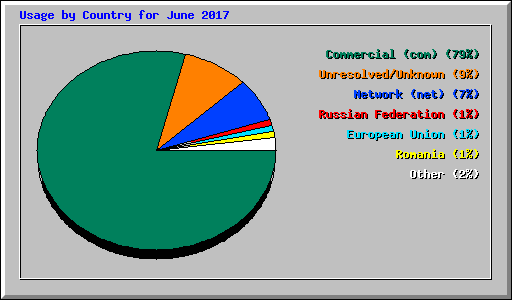 Usage by Country for June 2017
Commercial (com) (79%)
Unresolved/Unknown (9%)
Network (net) (7%)
Russian Federation (1%)
European Union (1%)
Romania (1%)
Other (2%)